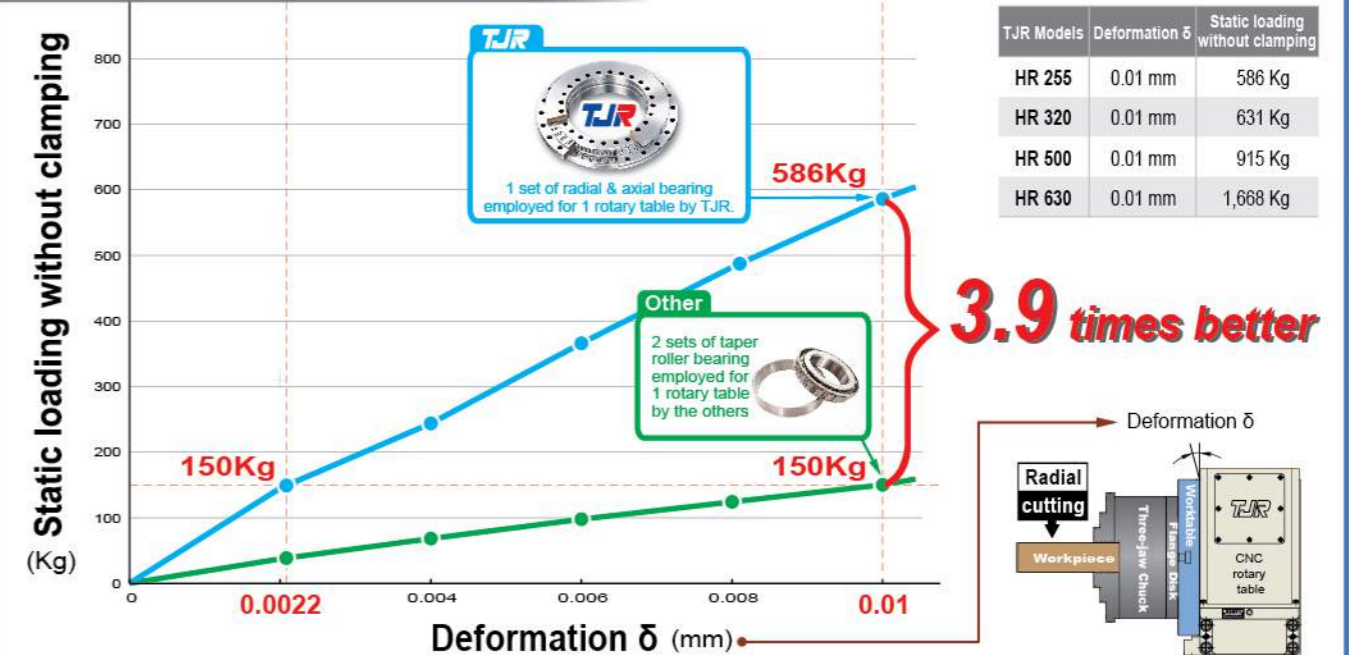 Static loading without clamping
(Kg)
800
700
600
500
400
300
200
100
0
0
0.0022
0.004
0.006
0.008
0.01
Deformation δ (mm)
TJR
TJR
1 set of radial & axial bearing
employed for 1 rotary table by TJR.
586Kg
150Kg
Other
2 sets of taper
roller bearing
employed for
1 rotary table
by the others
150Kg
3.9 times better
TJR Models Deformation δ Static loading without clamping
HR 255 0.01 mm 586 Kg
HR 320 0.01 mm 631 Kg
HR 500 0.01 mm 915 Kg
HR 630 0.01 mm 1,668 Kg
Deformation δ
Radial
cutting
Workpiece
Three-jaw Chuck
Flange Disk
Worktable
TJR
CNC
rotary
table